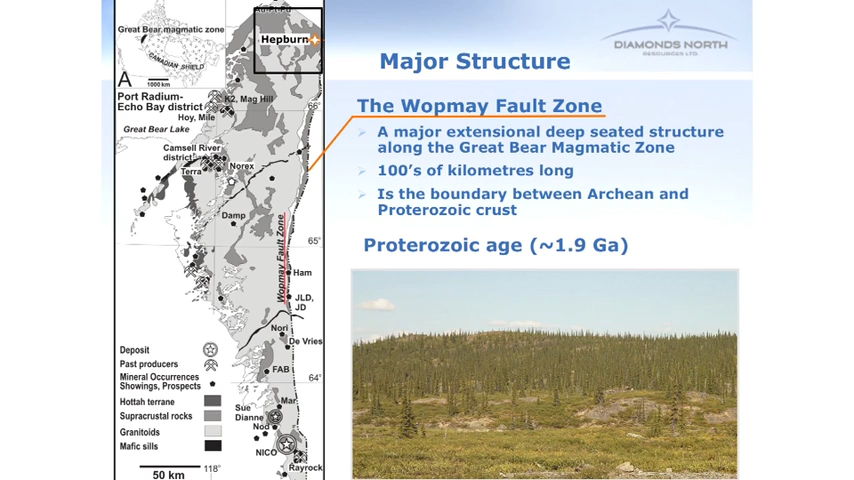 Great Bear magmatic zone
CANADIAN SHIELD
A
1000 km
Hepburn
Port Radium-
Echo Bay district
K2, Mag Hill
Hoy, Mile
66°
Great Bear Lake
Camsell River
district
Terra
Norex
Damp
65°
Wopmay Fault Zone
Ham
JLD,
JD
Nori
De Vries
FAB
64°
Mar
Sue
Dianne
Nod
NICO
Rayrock
Deposit
Past producers
Mineral Occurrences
Showings, Prospects
Hottah terrane
Supracrustal rocks
Granitoids
Mafic sills
50 km
118°
DIAMONDS NORTH
RESOURCES LTD.
Major Structure
The Wopmay Fault Zone
A major extensional deep seated structure
along the Great Bear Magmatic Zone
100's of kilometres long
Is the boundary between Archean and
Proterozoic crust
Proterozoic age (~1.9 Ga)